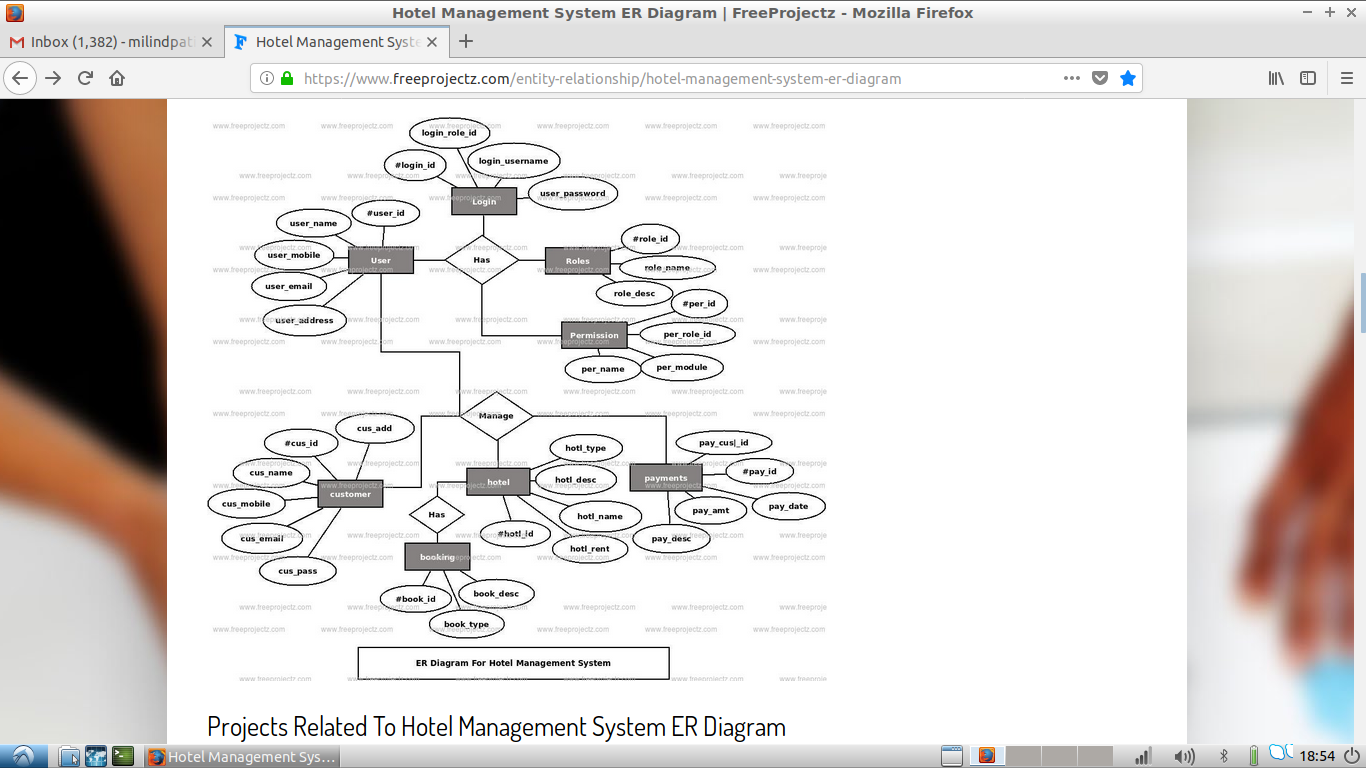 Hotel Management System ER Diagram | FreeProjectz - Mozilla Firefox
Inbox (1,382) - milindpat
Hotel Management Syste
https://www.freeprojectz.com/entity-relationship/hotel-management-system-er-diagram
www.freeprojectz.com
login_role_id
#login_id
login_username
user_password
Login
#user_id
user_name
user_mobile
user_email
user_address
User
Has
Roles
#role_id
role_name
role_desc
#per_id
Permission
per_role_id
per_name
per_module
Manage
cus_add
#cus_id
cus_name
cus_mobile
cus_email
cus_pass
customer
hotel
hotl_type
hotl_desc
hotl_name
#hotl_id
hotl_rent
payments
pay_cus|_id
#pay_id
pay_date
pay_amt
pay_desc
Has
booking
#book_id
book_desc
book_type
ER Diagram For Hotel Management System
Projects Related To Hotel Management System ER Diagram
Hotel Management Sys...
18:54